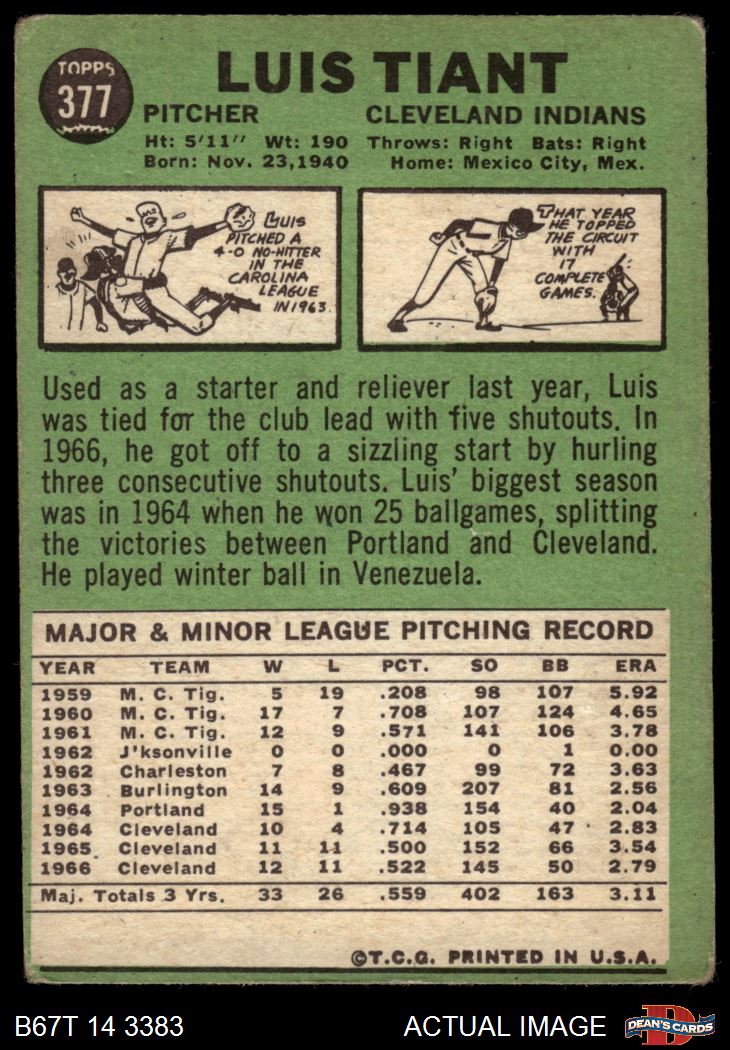 TOPPS
377
LUIS TIANT
PITCHER CLEVELAND INDIANS
Ht: 5'11" Wt: 190 Throws: Right Bats: Right
Born: Nov. 23,1940 Home: Mexico City, Mex.
LUIS
PITCHED A
4-0 NO-HITTER
IN THE
CAROLINA
LEAGUE
IN 1963.
THAT YEAR
HE TOPPED
THE CIRCUIT
WITH
17
COMPLETE
GAMES.
Used as a starter and reliever last year, Luis
was tied for the club lead with five shutouts. In
1966, he got off to a sizzling start by hurling
three consecutive shutouts. Luis' biggest season
was in 1964 when he won 25 ballgames, splitting
the victories between Portland and Cleveland.
He played winter ball in Venezuela.
MAJOR & MINOR LEAGUE PITCHING RECORD
YEAR TEAM W L PCT. SO BB ERA
1959 M. C. Tig. 5 19 .208 98 107 5.92
1960 M. C. Tig. 17 7 .708 107 124 4.65
1961 M. C. Tig. 12 9 .571 141 106 3.78
1962 J'ksonville 0 0 .000 0 1 0.00
1962 Charleston 7 8 .467 99 72 3.63
1963 Burlington 14 9 .609 207 81 2.56
1964 Portland 15 1 .938 154 40 2.04
1964 Cleveland 10 4 .714 105 47 2.83
1965 Cleveland 11 11 .500 152 66 3.54
1966 Cleveland 12 11 .522 145 50 2.79
Maj. Totals 3 Yrs. 33 26 .559 402 163 3.11
©T.C.G. PRINTED IN U.S.A.
B67T 14 3383 ACTUAL IMAGE
D
DEAN'S CARDS